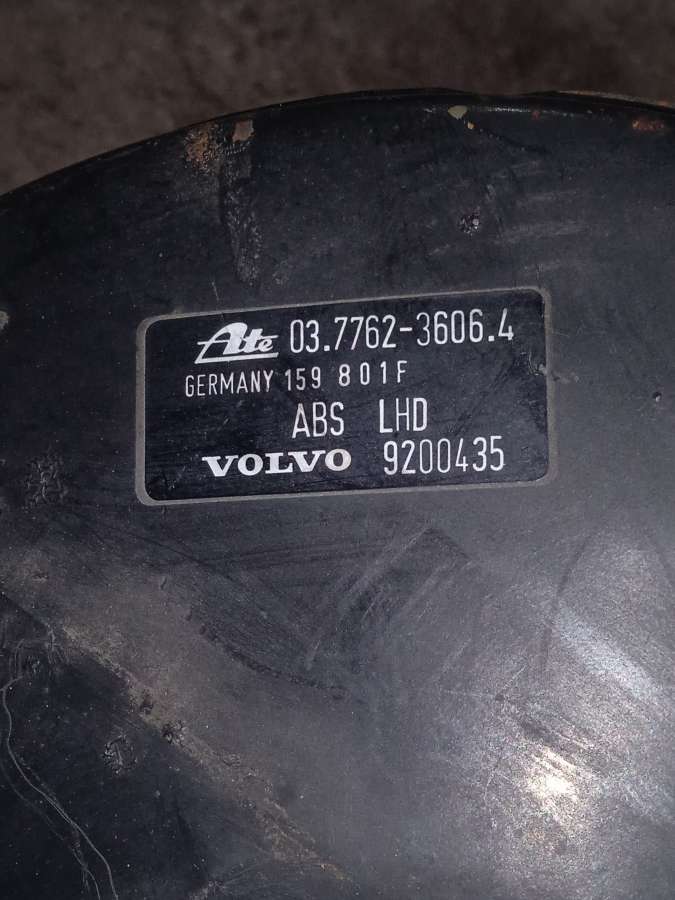 Ate 03.7762-3606.4
GERMANY 159 801F
ABS LHD
VOLVO 9200435